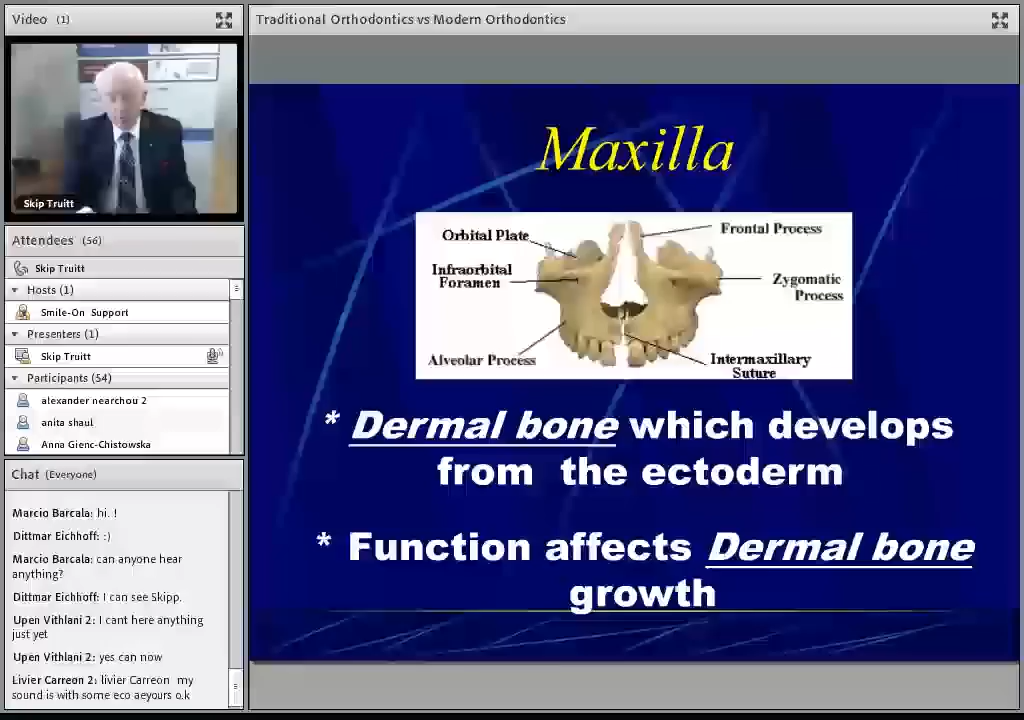 Video (1)
Skip Truitt
Attendees (56)
Skip Truitt
Hosts (1)
Smile-On Support
Presenters (1)
Skip Truitt
Participants (54)
alexander nearchou 2
anita shaul
Anna Gienc-Chistowska
Chat (Everyone)
Marcio Barcala: hi. !
Dittmar Eichhoff: :)
Marcio Barcala: can anyone hear
anything?
Dittmar Eichhoff: I can see Skipp.
Upen Vithlani 2: I cant here anything
just yet
Upen Vithlani 2: yes can now
Livier Carreon 2: livier Carreon my
sound is with some eco aeyours o.k
Traditional Orthodontics vs Modern Orthodontics
Maxilla
Orbital Plate
Infraorbital
Foramen
Alveolar Process
Frontal Process
Zygomatic
Process
Intermaxillary
Suture
* Dermal bone which develops
from the ectoderm
* Function affects Dermal bone
growth